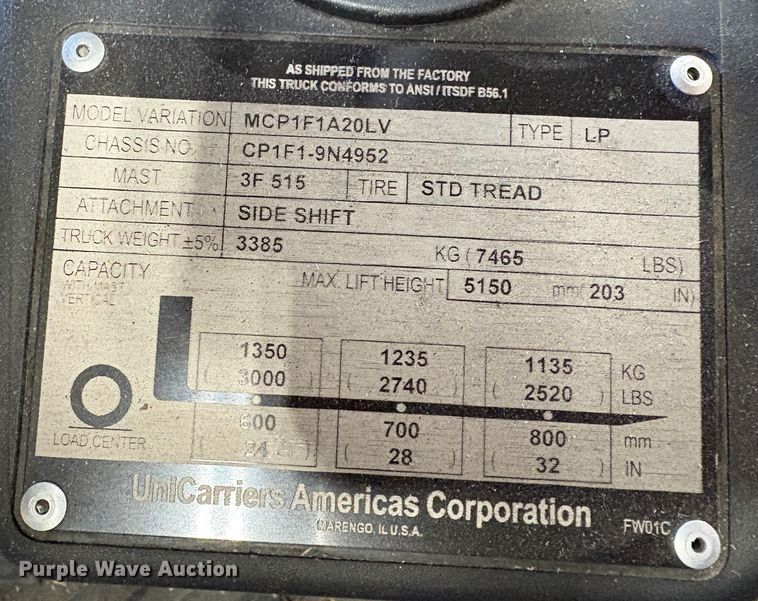 AS SHIPPED FROM THE FACTORY
THIS TRUCK CONFORMS TO ANSI / ITSDF B56.1
MODEL VARIATION MCP1F1A20LV TYPE LP
CHASSIS NO. CP1F1-9N4952
MAST 3F 515 TIRE STD TREAD
ATTACHMENT SIDE SHIFT
TRUCK WEIGHT ±5% 3385 KG ( 7465 LBS)
CAPACITY WITH MAST VERTICAL MAX. LIFT HEIGHT 5150 mm/ 203 IN)
1350 1235 1135 KG
( 3000 ) ( 2740 ) ( 2520 ) LBS
600 700 800 mm
( 24 ) ( 28 ) ( 32 ) IN
LOAD CENTER
UniCarriers Americas Corporation
MARENGO, IL U.S.A.
FW01C
Purple Wave Auction